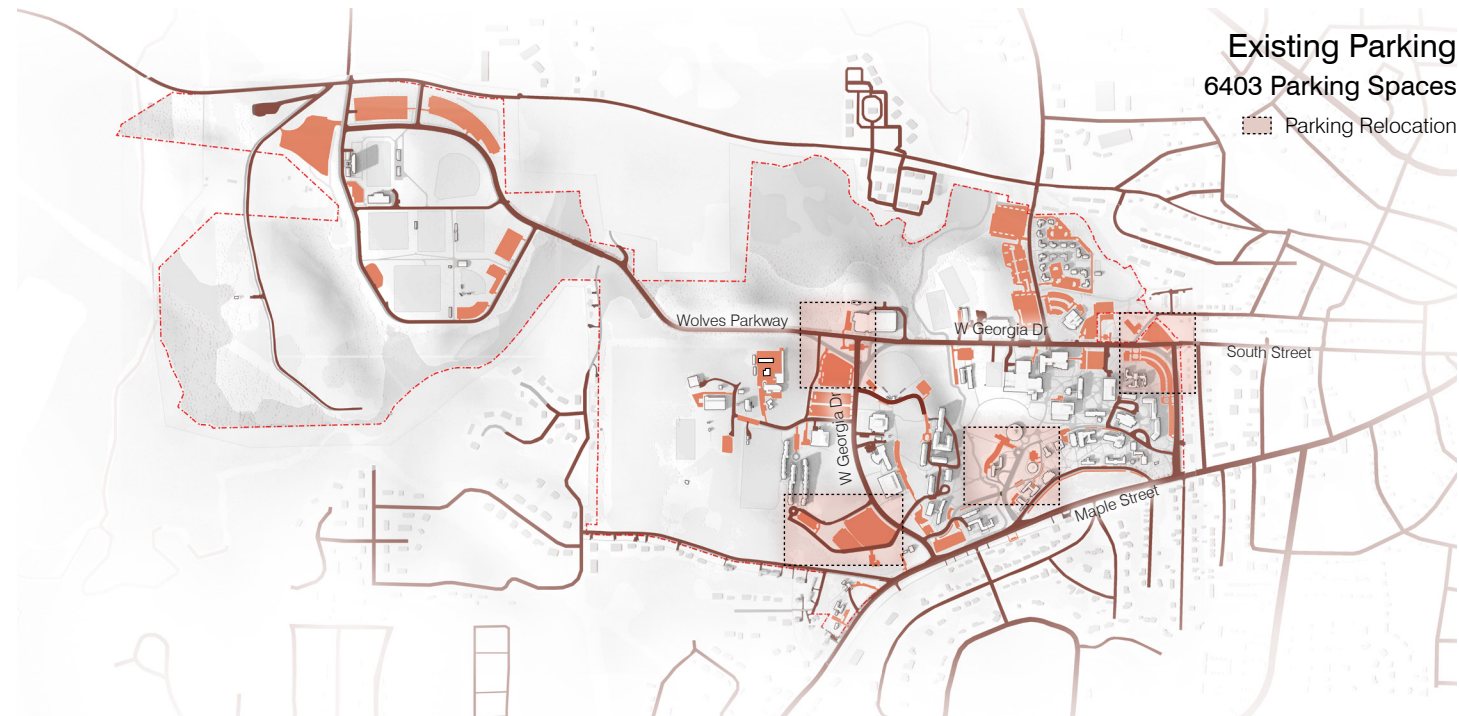 Existing Parking
6403 Parking Spaces
Parking Relocation
Wolves Parkway
W Georgia Dr
South Street
W Georgia Dr
Maple Street